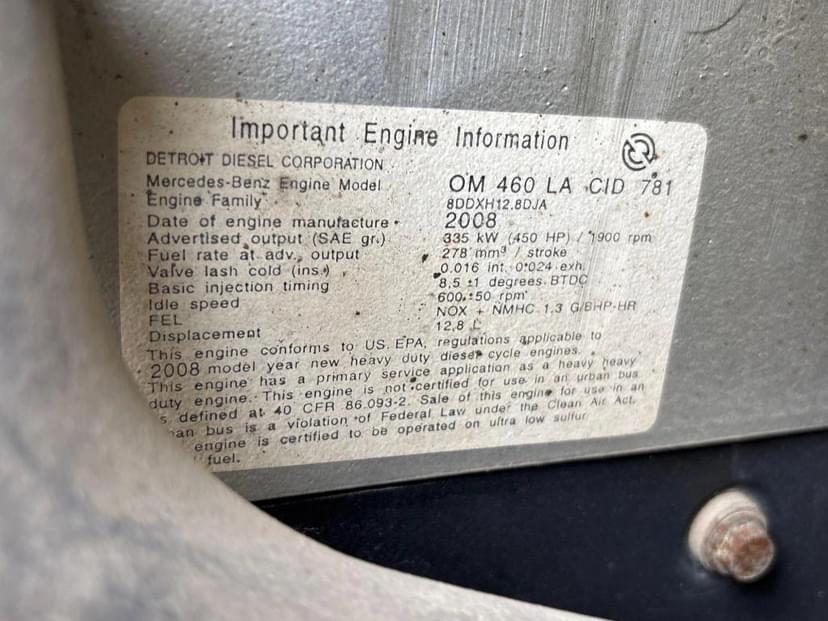 Important Engine Information
DETROIT DIESEL CORPORATION
Mercedes-Benz Engine Model OM 460 LA CID 781
Engine Family 8DDXH12.8DJA
Date of engine manufacture 2008
Advertised output (SAE gr.) 335 kW (450 HP) / 1900 rpm
Fuel rate at adv. output 278 mm³ / stroke
Valve lash cold (ins.) 0.016 int. 0.024 exh.
Basic injection timing 8,5 ±1 degrees BTDC
Idle speed 600 ±50 rpm
FEL NOX + NMHC 1.3 G/BHP-HR
Displacement 12,8 L
This engine conforms to US. EPA, regulations applicable to
2008 model year new heavy duty diesel cycle engines.
This engine has a primary service application as a heavy heavy
duty engine. This engine is not certified for use in an urban bus
defined at 40 CFR 86.093-2. Sale of this engine for use in an
bus is a violation of Federal Law under the Clean Air Act.
engine is certified to be operated on ultra low sulfur
fuel.